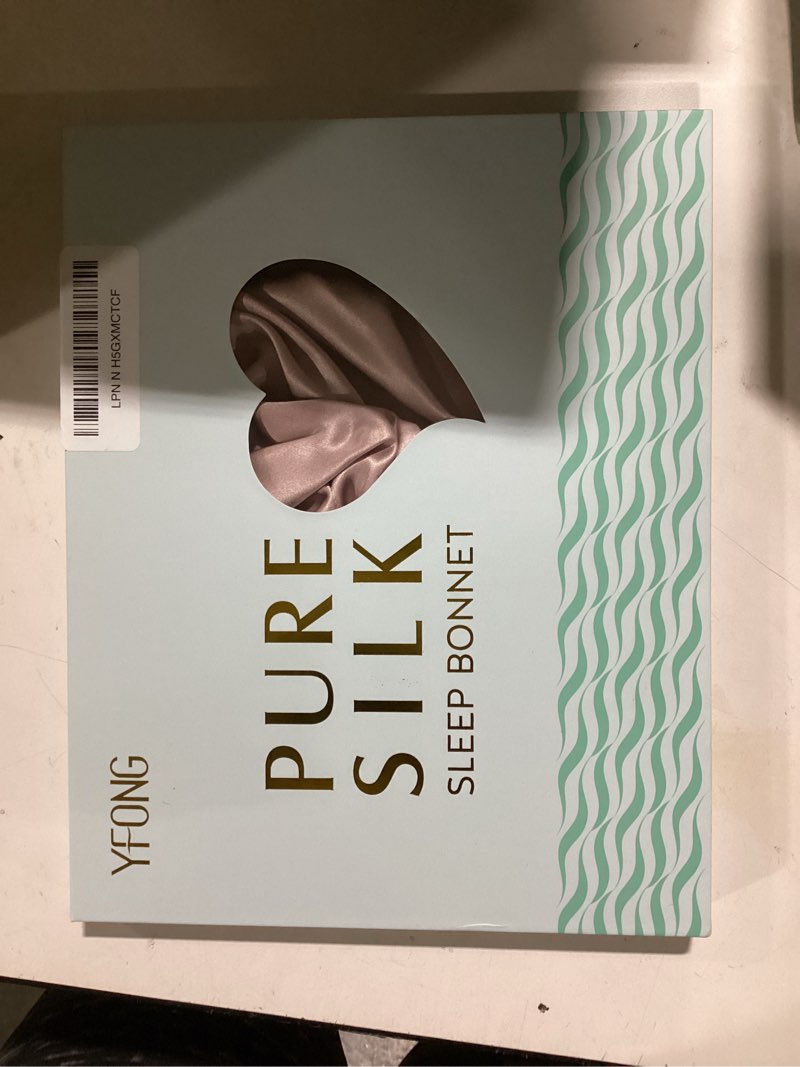 YFONG
PURE
SILK
SLEEP BONNET
LPN N H5GXMCTCF